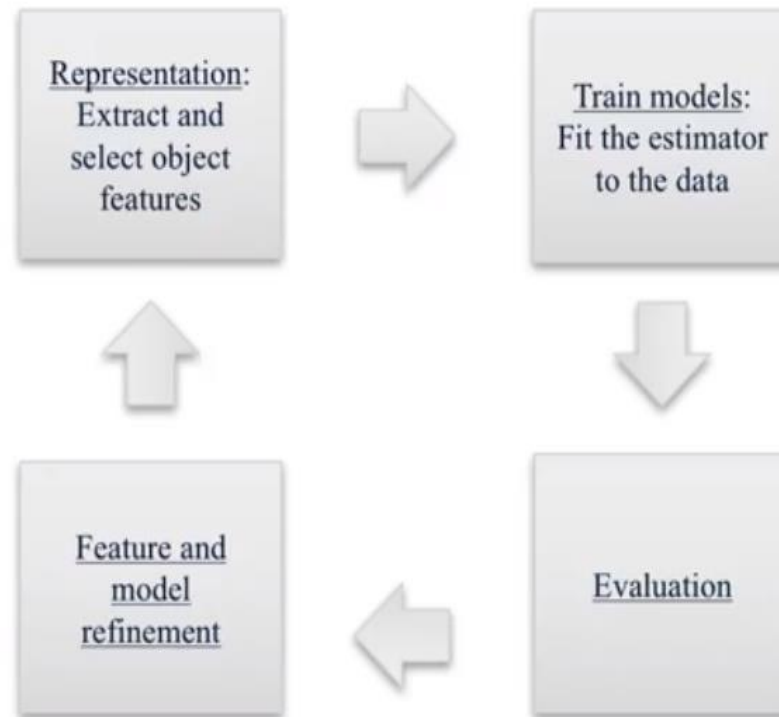 Representation:
Extract and
select object
features
Train models:
Fit the estimator
to the data
Evaluation
Feature and
model
refinement